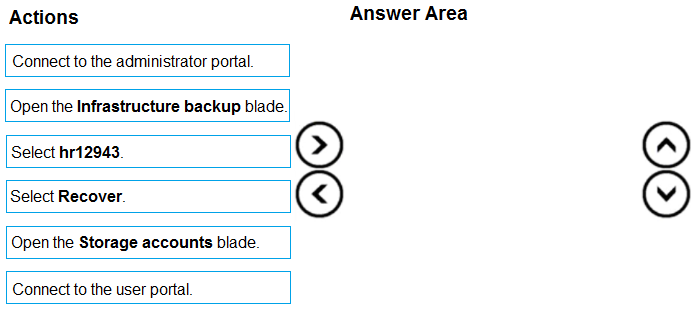 Actions
Answer Area
Connect to the administrator portal.
Open the Infrastructure backup blade.
Select hr12943.
Select Recover.
Open the Storage accounts blade.
Connect to the user portal.